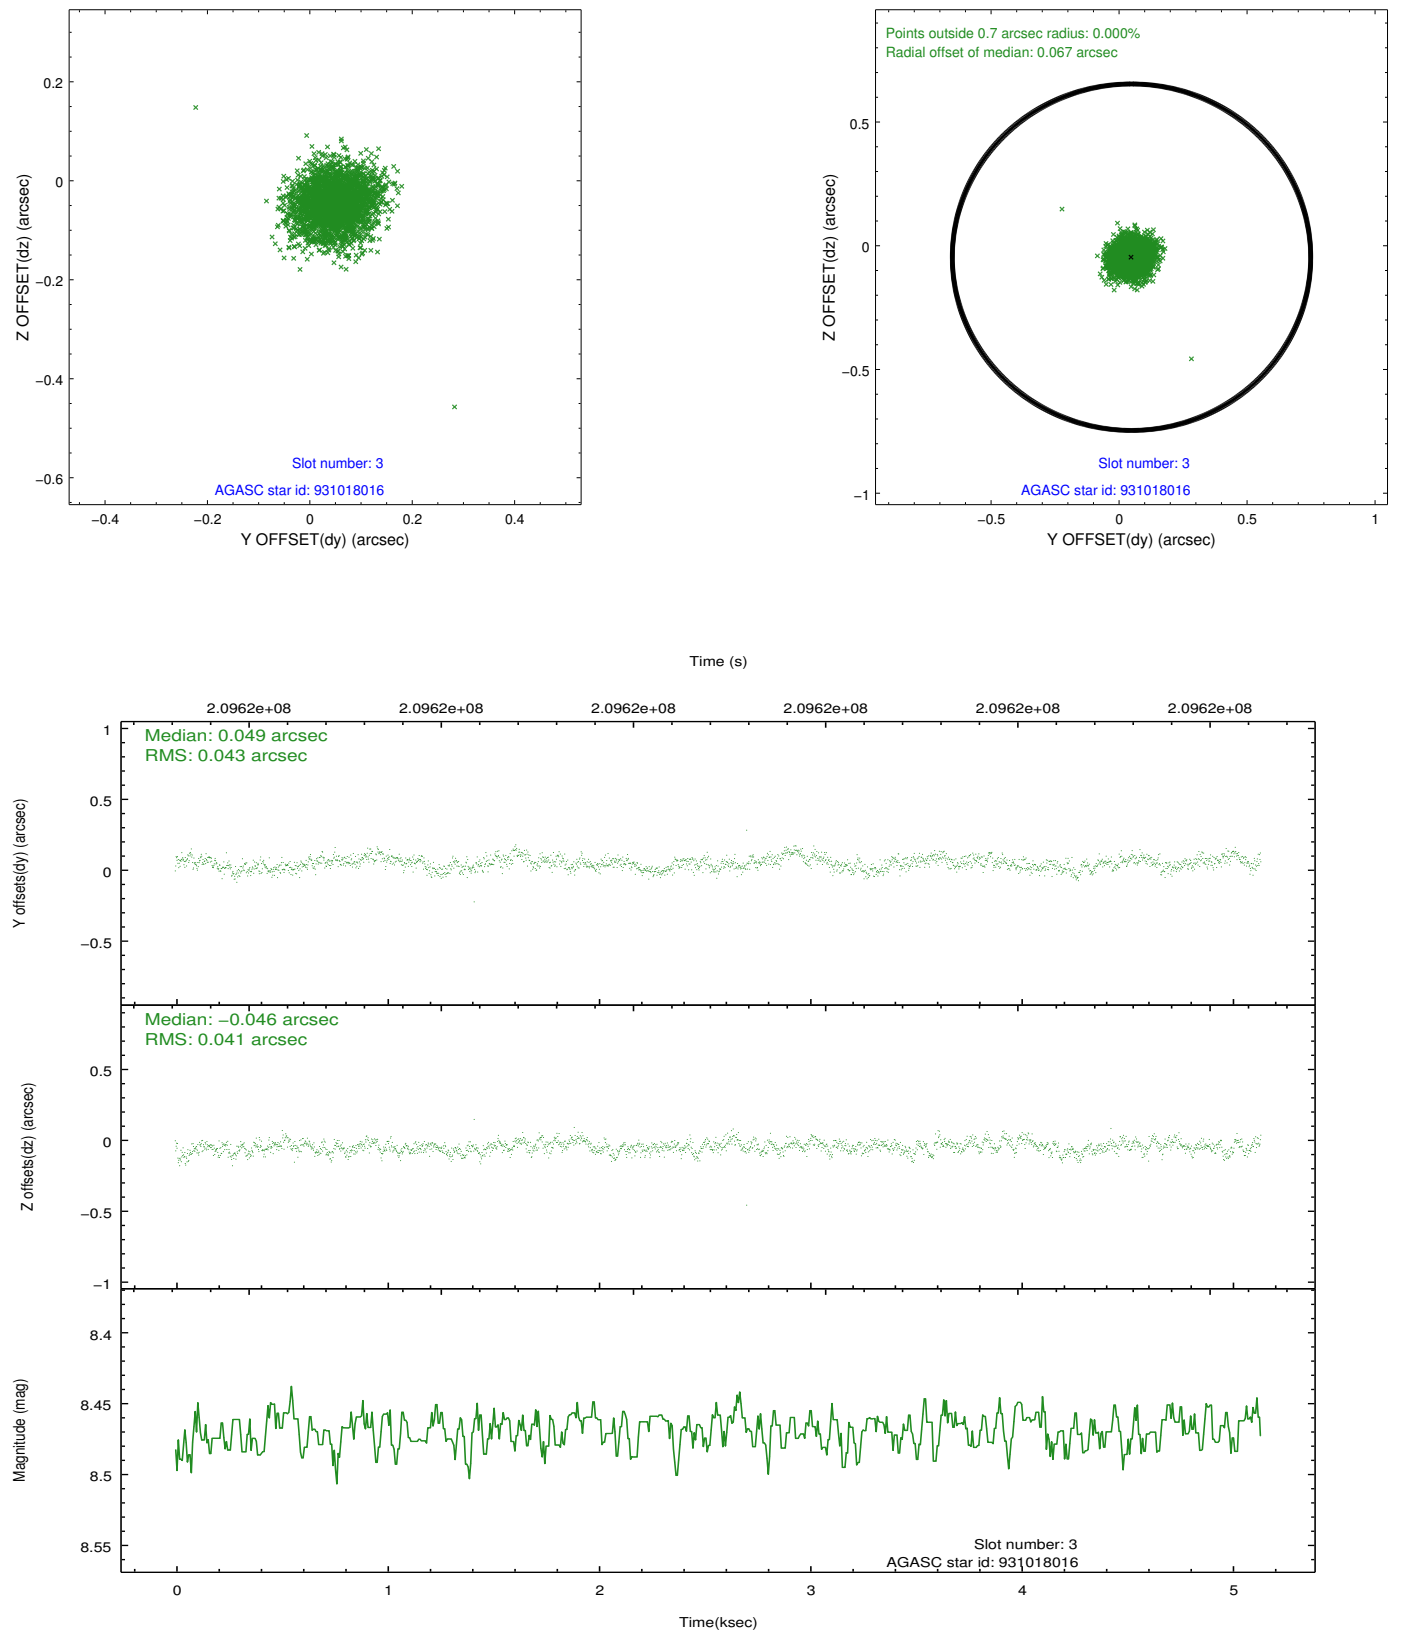 0.2
0
−0.2
−0.4
−0.6
Z OFFSET(dz) (arcsec)
Slot number: 3
AGASC star id: 931018016
−0.4 −0.2 0 0.2 0.4
Y OFFSET(dy) (arcsec)
Points outside 0.7 arcsec radius: 0.000%
Radial offset of median: 0.067 arcsec
0.5
0
−0.5
−1
Z OFFSET(dz) (arcsec)
Slot number: 3
AGASC star id: 931018016
−0.5 0 0.5 1
Y OFFSET(dy) (arcsec)
Time (s)
2.0962e+08 2.0962e+08 2.0962e+08 2.0962e+08 2.0962e+08 2.0962e+08
Median: 0.049 arcsec
RMS: 0.043 arcsec
1
0.5
0
−0.5
Y offsets(dy) (arcsec)
Median: −0.046 arcsec
RMS: 0.041 arcsec
0.5
0
−0.5
−1
Z offsets(dz) (arcsec)
8.4
8.45
8.5
8.55
Magnitude (mag)
Slot number: 3
AGASC star id: 931018016
0 1 2 3 4 5
Time(ksec)